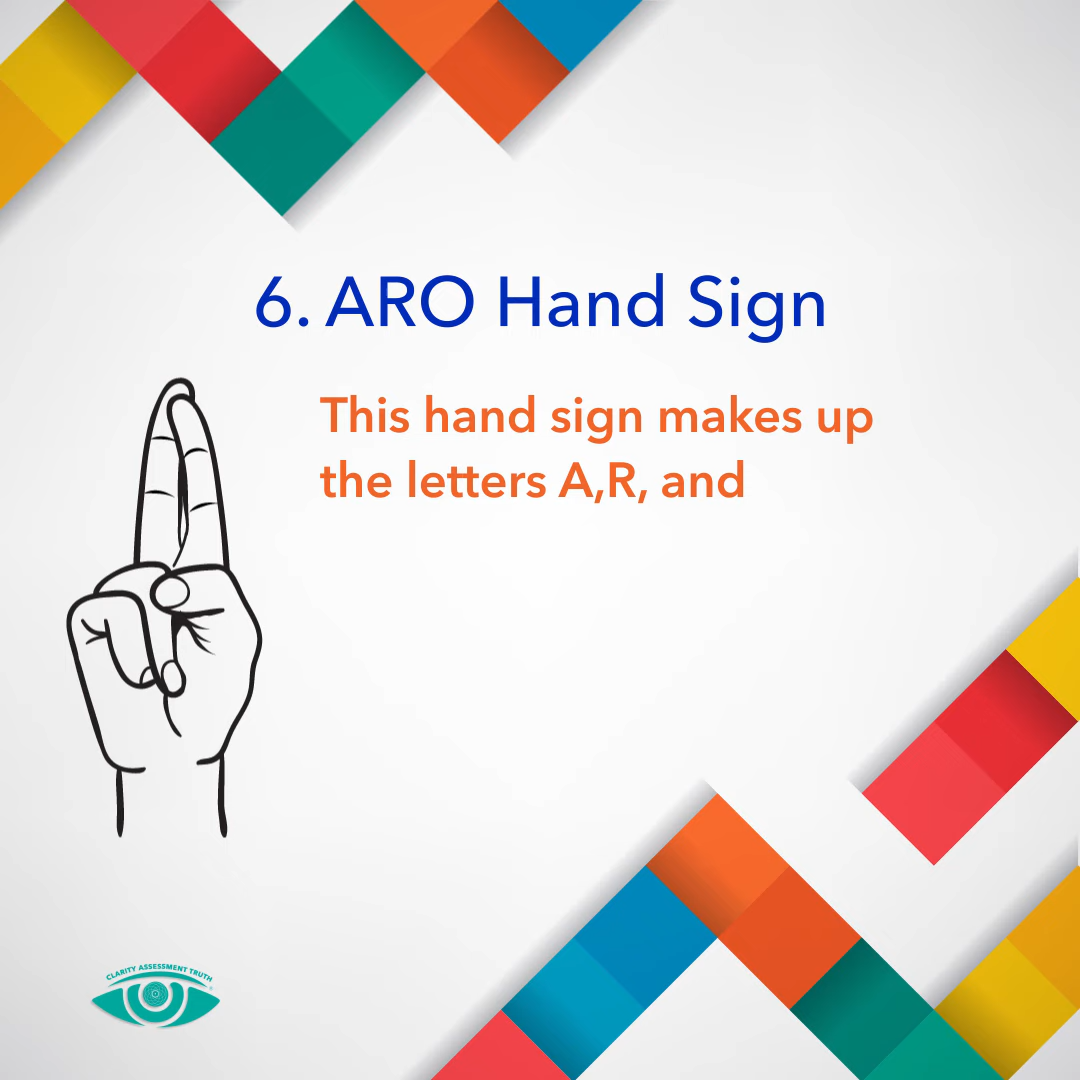 6. ARO Hand Sign
This hand sign makes up
the letters A,R, and
CLARITY ASSESSMENT TRUTH